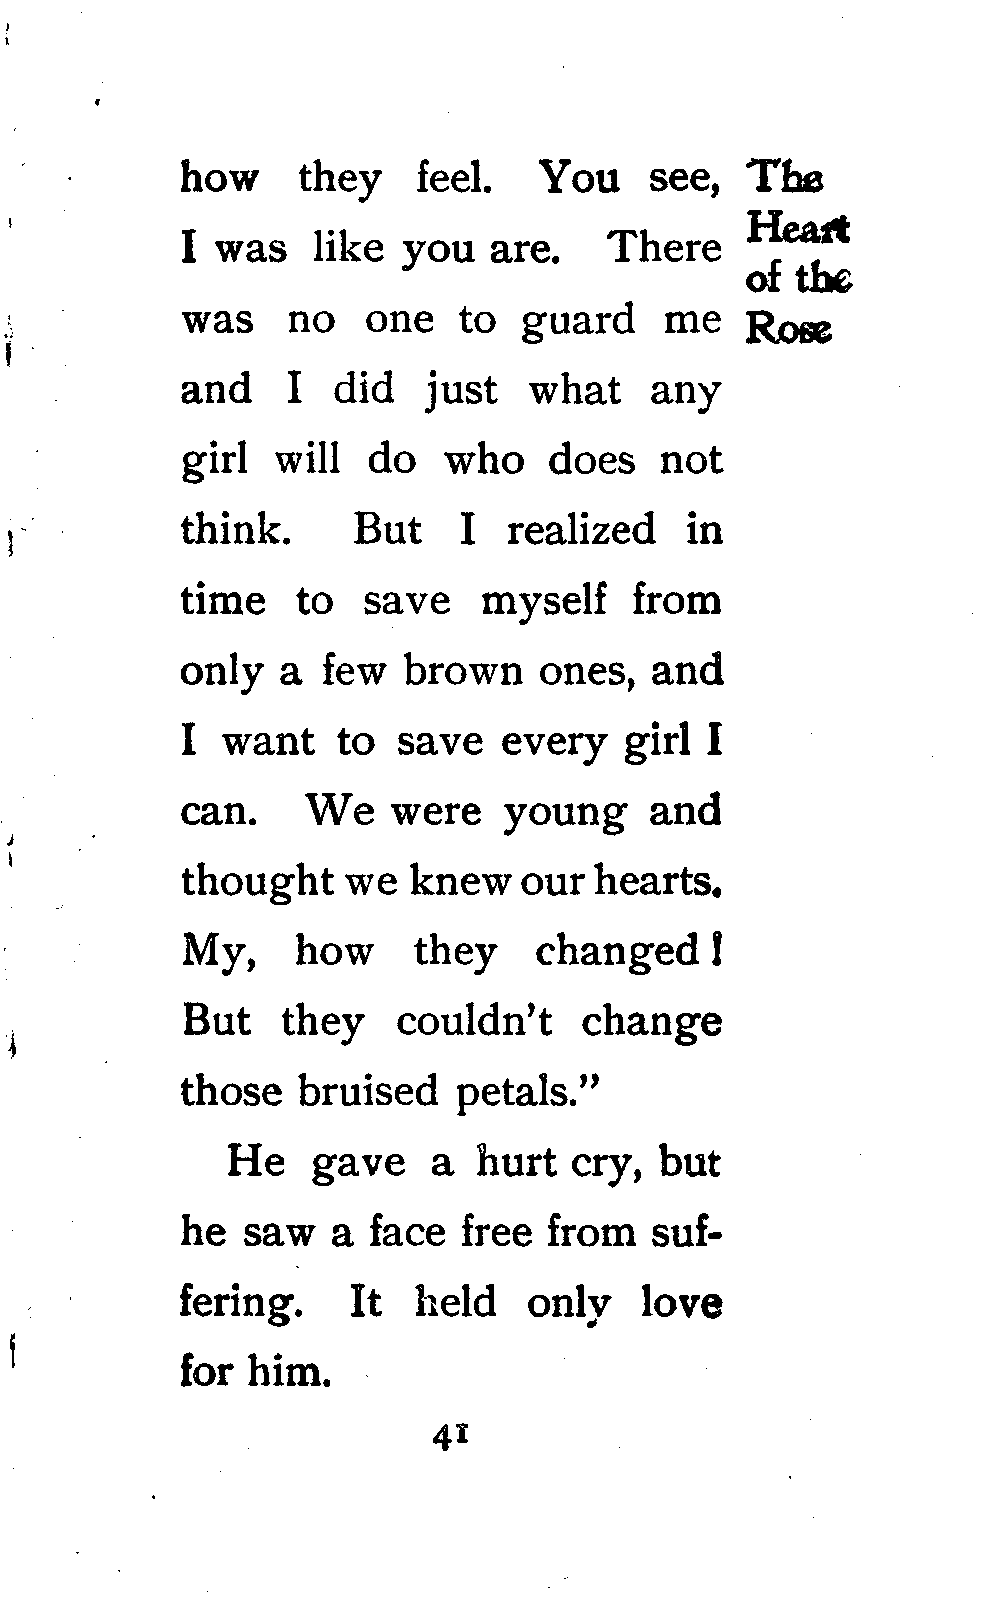 how they feel. You see,
I was like you are. There
was no one to guard me
and I did just what any
girl will do who does not
think. But I realized in
time to save myself from
only a few brown ones, and
I want to save every girl I
can. We were young and
thought we knew our hearts.
My, how they changed!
But they couldn't change
those bruised petals."
He gave a hurt cry, but
he saw a face free from suf-
fering. It held only love
for him.
The
Heart
of the
Rose
41